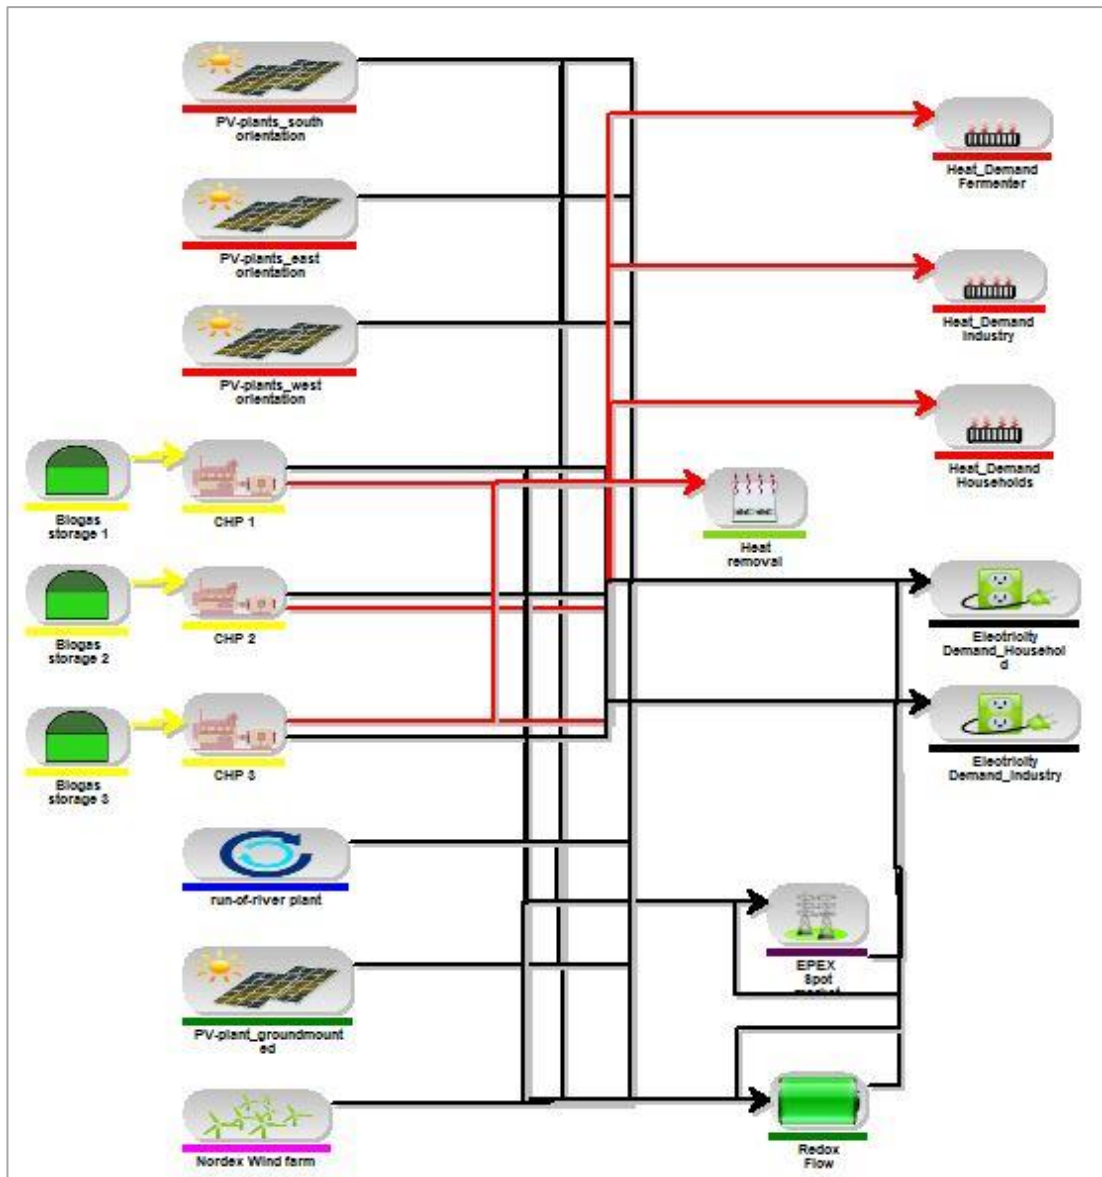 PV-plants_south
orientation
Heat_Demand
Fermenter
PV-plants_east
orientation
Heat_Demand
Industry
PV-plants_west
orientation
Heat_Demand
Households
Biogas
storage 1
CHP 1
Heat
removal
Biogas
storage 2
CHP 2
Electricity
Demand_Househol
d
Biogas
storage 3
CHP 3
Electricity
Demand_Industry
run-of-river plant
EPEX
Spot
market
PV-plant_groundmount
ed
Nordex Wind farm
Redox
Flow